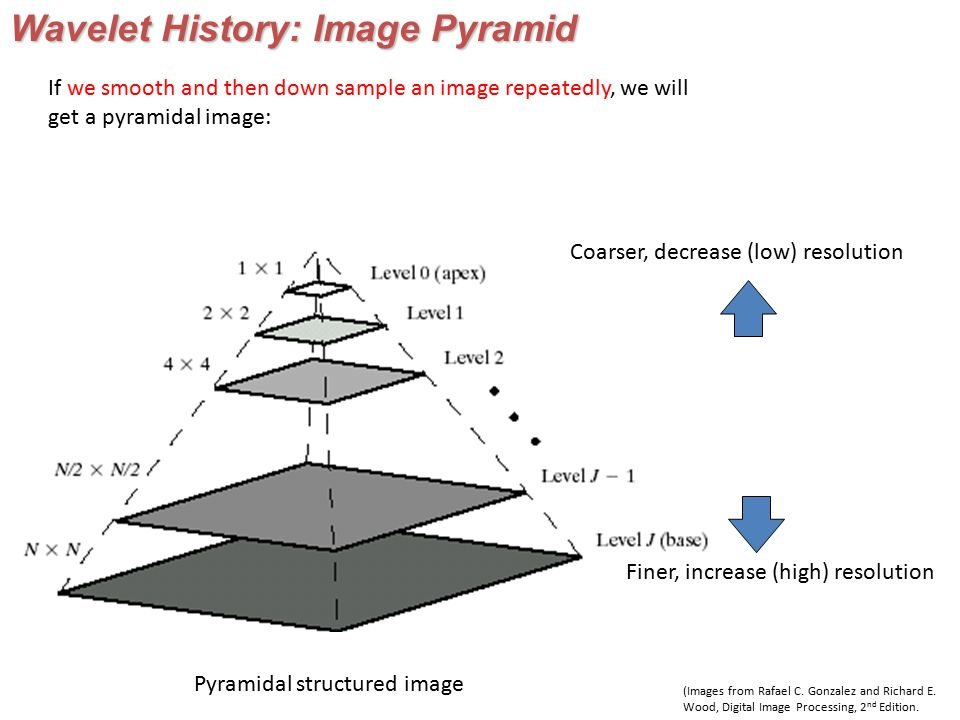 Wavelet History: Image Pyramid
If we smooth and then down sample an image repeatedly, we will
get a pyramidal image:
Coarser, decrease (low) resolution
1 × 1
Level 0 (apex)
2 × 2
Level 1
4 × 4
Level 2
N/2 × N/2
Level J − 1
N × N
Level J (base)
Finer, increase (high) resolution
Pyramidal structured image
(Images from Rafael C. Gonzalez and Richard E.
Wood, Digital Image Processing, 2nd Edition.